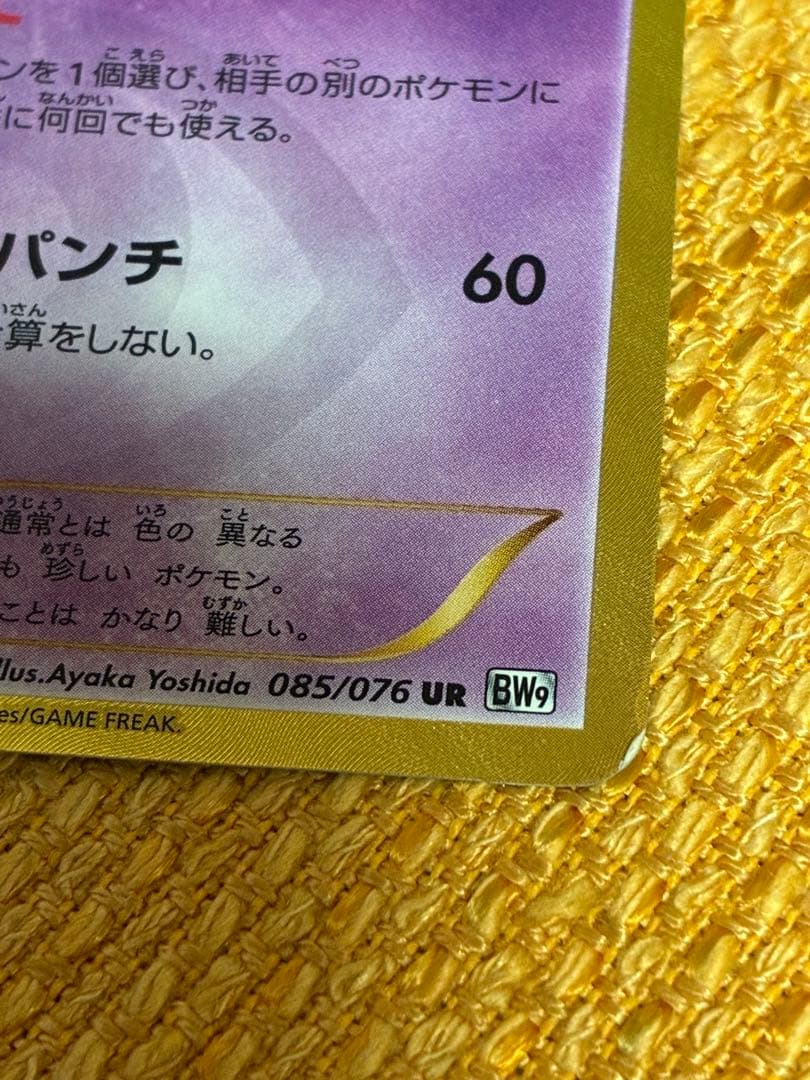 ンを1個選び、相手の別のポケモンに
に何回でも使える。
パンチ 60
算をしない。
通常とは 色の 異なる
も 珍しい ポケモン。
ことは かなり 難しい。
llus.Ayaka Yoshida 085/076 UR BW9
es/GAME FREAK.